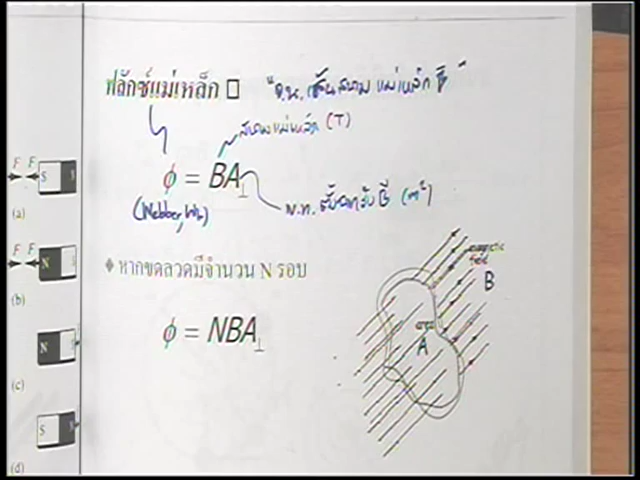 ฟลักซ์แม่เหล็ก "จ.น. เส้นสนามแม่เหล็ก
สนามแม่เหล็ก (T)
ϕ = BA⊥
(Webber, Wb)
พ.ท. ตั้งฉากกับ B (m²)
◆ หากขดลวดมีจำนวน N รอบ
ϕ = NBA⊥
magnetic
field
B
area
A
F F
S
(a)
F F
N
(b)
N
(c)
S
(d)